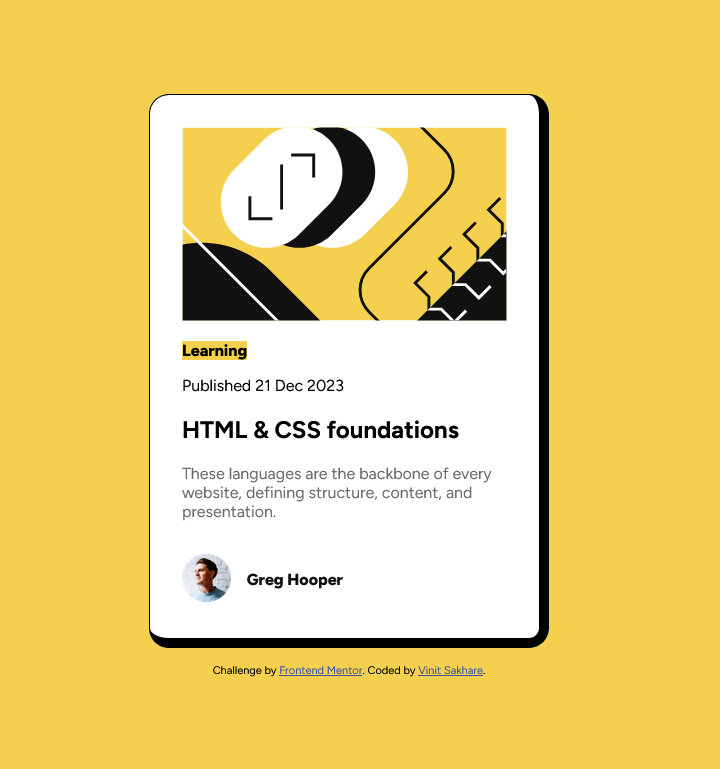 Learning
Published 21 Dec 2023
HTML & CSS foundations
These languages are the backbone of every
website, defining structure, content, and
presentation.
Greg Hooper
Challenge by Frontend Mentor. Coded by Vinit Sakhare.